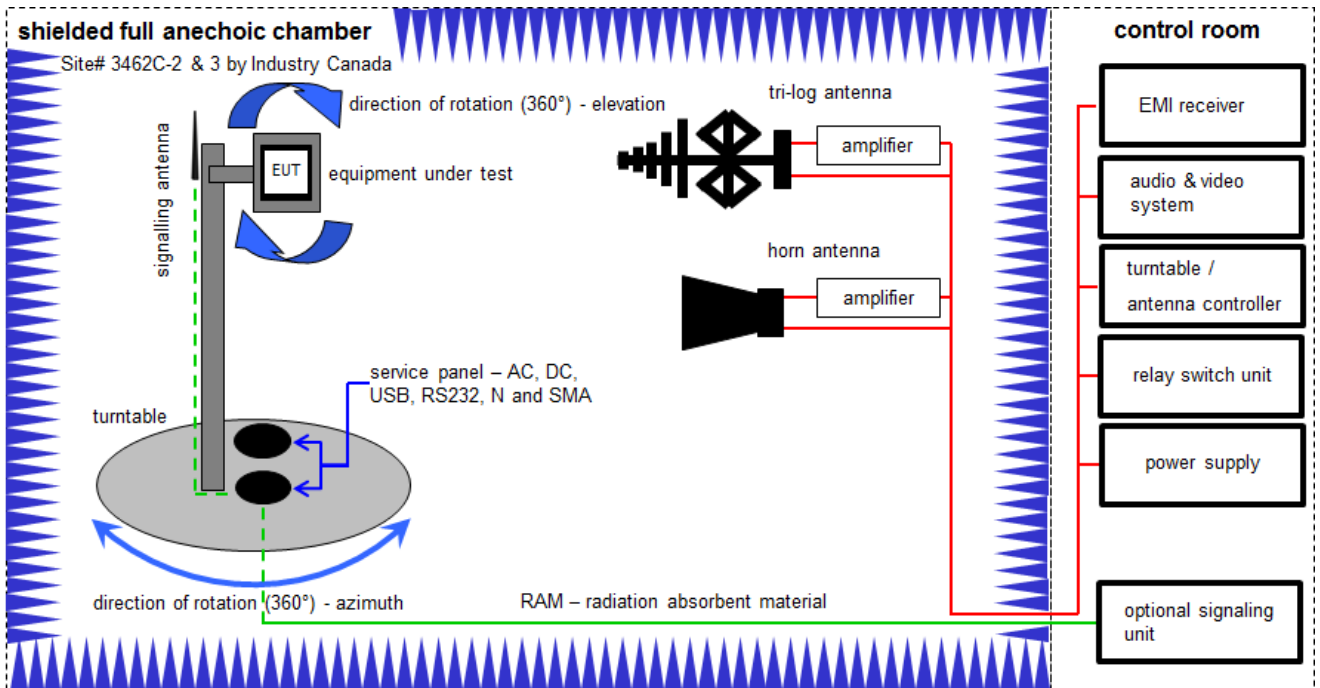 shielded full anechoic chamber
Site# 3462C-2 & 3 by Industry Canada
direction of rotation (360°) - elevation
signalling antenna
EUT
equipment under test
tri-log antenna
amplifier
horn antenna
amplifier
service panel – AC, DC,
USB, RS232, N and SMA
turntable
direction of rotation (360°) - azimuth
RAM – radiation absorbent material
control room
EMI receiver
audio & video
system
turntable /
antenna controller
relay switch unit
power supply
optional signaling
unit